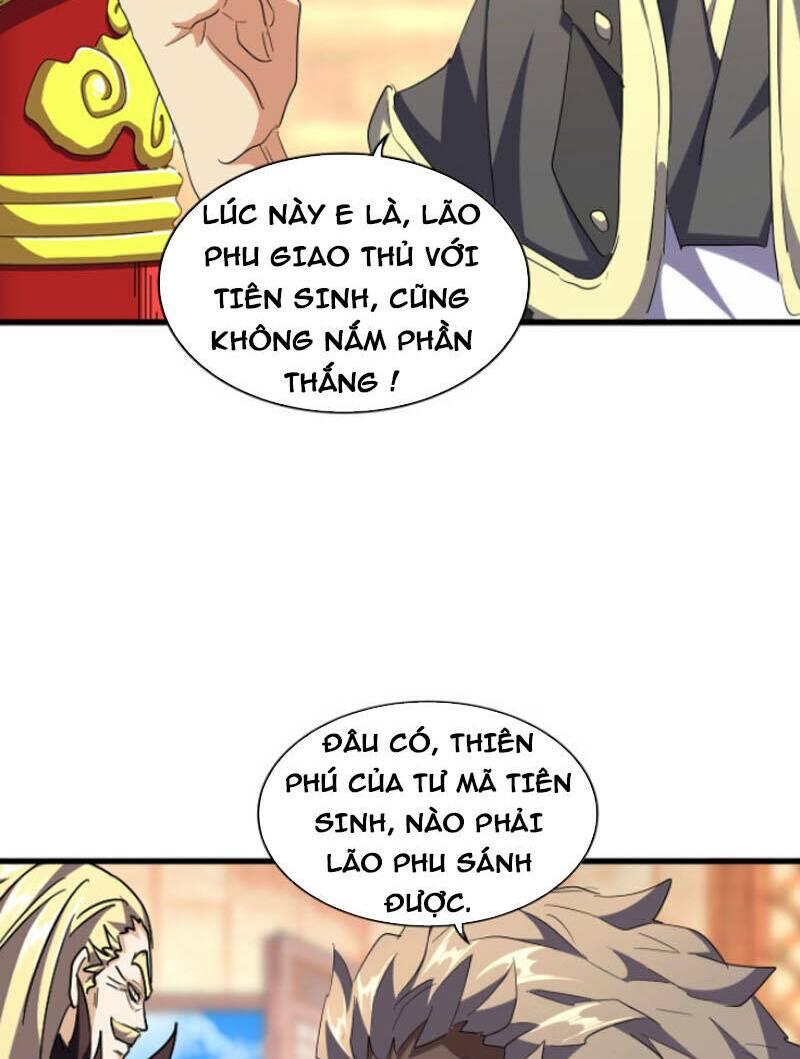 LÚC NÀY E LÀ, LÃO
PHU GIAO THỦ VỚI
TIÊN SINH, CŨNG
KHÔNG NẮM PHẦN
THẮNG !
ĐÂU CÓ, THIÊN
PHÚ CỦA TƯ MÃ TIÊN
SINH, NÀO PHẢI
LÃO PHU SÁNH
ĐƯỢC.